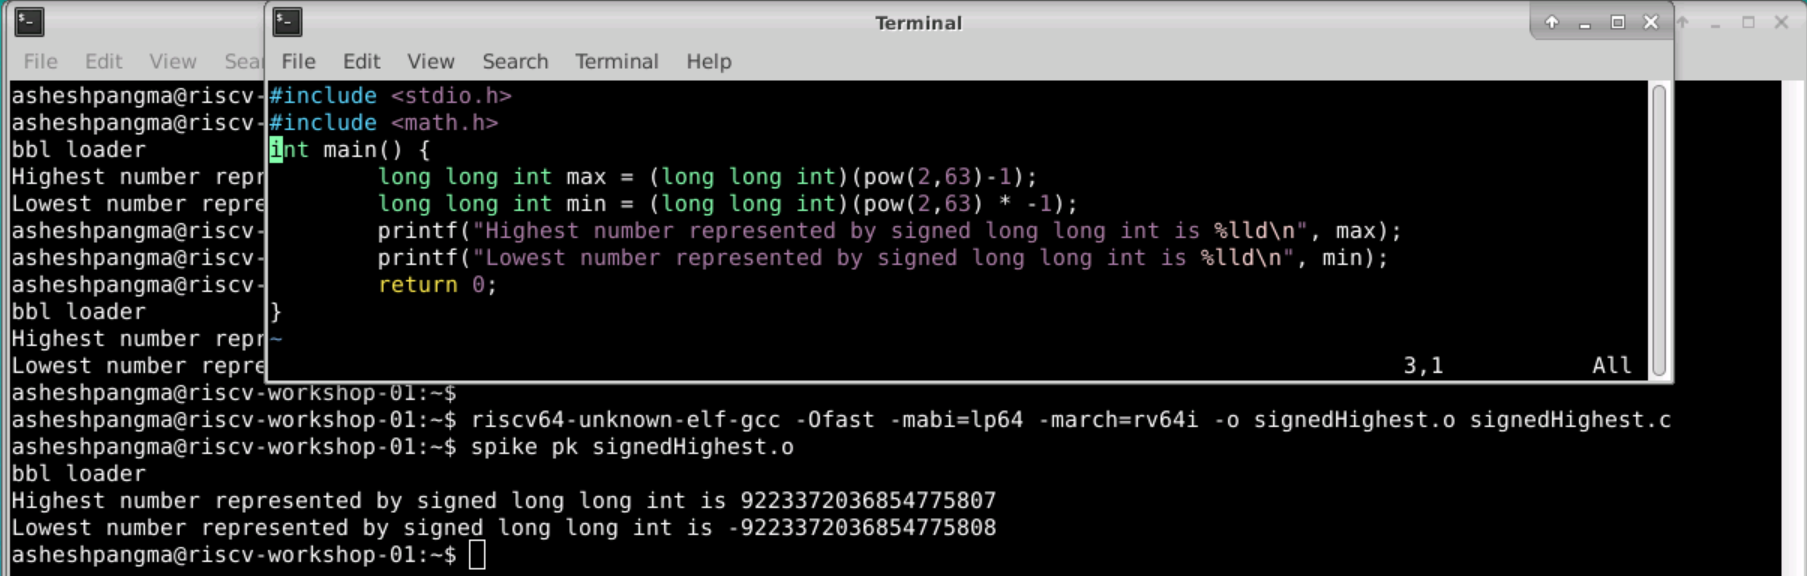 Terminal
File Edit View Sea
File Edit View Search Terminal Help
asheshpangma@riscv-
asheshpangma@riscv-
bbl loader
Highest number repr
Lowest number repre
asheshpangma@riscv-
asheshpangma@riscv-
asheshpangma@riscv-
bbl loader
Highest number repr
Lowest number repre
#include <stdio.h>
#include <math.h>
int main() {
long long int max = (long long int)(pow(2,63)-1);
long long int min = (long long int)(pow(2,63) * -1);
printf("Highest number represented by signed long long int is %lld\n", max);
printf("Lowest number represented by signed long long int is %lld\n", min);
return 0;
}
~
3,1 All
asheshpangma@riscv-workshop-01:~$
asheshpangma@riscv-workshop-01:~$ riscv64-unknown-elf-gcc -Ofast -mabi=lp64 -march=rv64i -o signedHighest.o signedHighest.c
asheshpangma@riscv-workshop-01:~$ spike pk signedHighest.o
bbl loader
Highest number represented by signed long long int is 9223372036854775807
Lowest number represented by signed long long int is -9223372036854775808
asheshpangma@riscv-workshop-01:~$